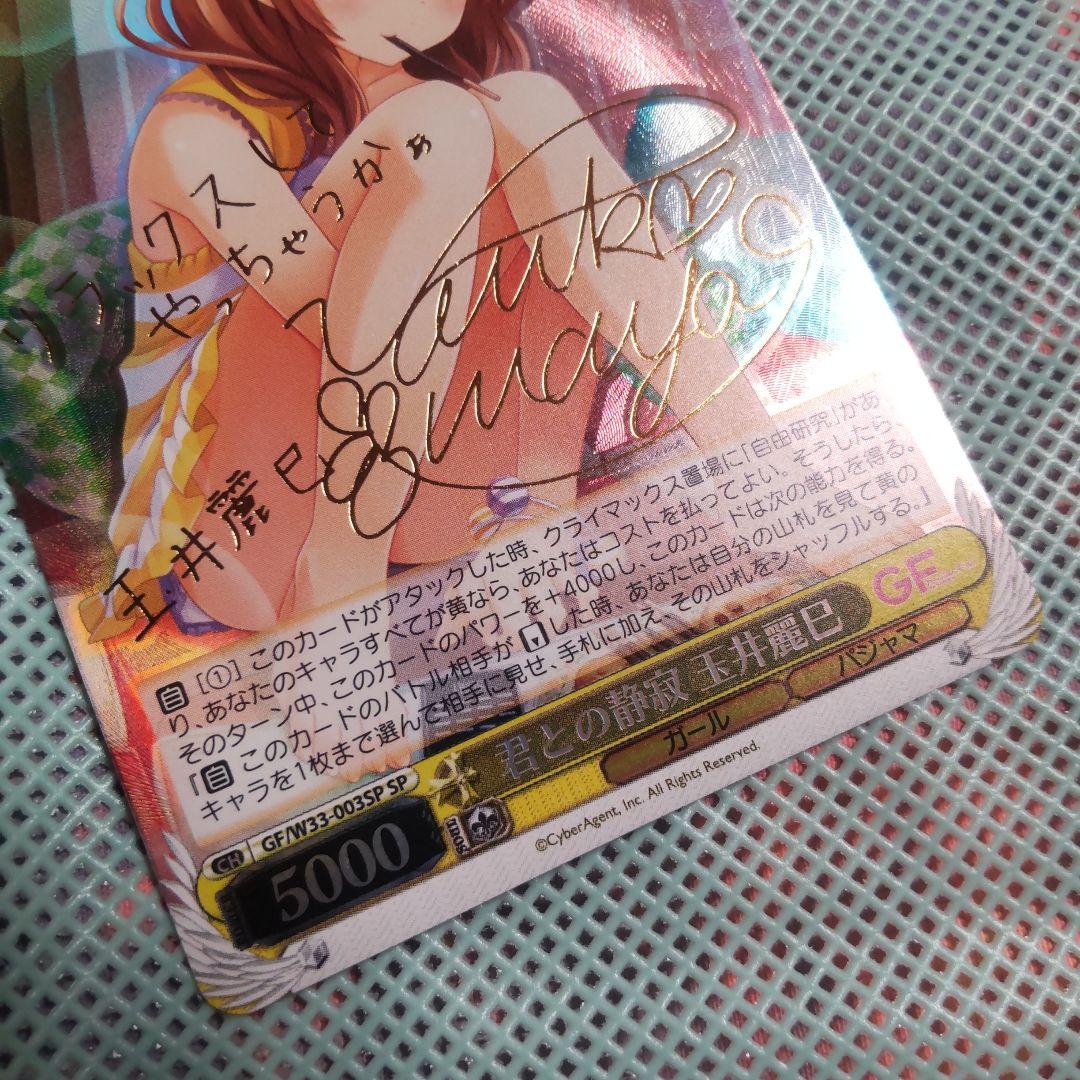 リラックスして
やっちゃうかぁ
玉井麗巳
自 [①] このカードがアタックした時、クライマックス置場に「自由研究」があ
り、あなたのキャラすべてが黄なら、あなたはコストを払ってよい。そうしたら、
そのターン中、このカードのパワーを+4000し、このカードは次の能力を得る。
『自 このカードのバトル相手が した時、あなたは自分の山札を見て黄の
キャラを1枚まで選んで相手に見せ、手札に加え、その山札をシャッフルする。』
GF
君との静寂 玉井麗巳
ガール
パジャマ
CH GF/W33-003SP SP
5000
©CyberAgent, Inc. All Rights Reserved.